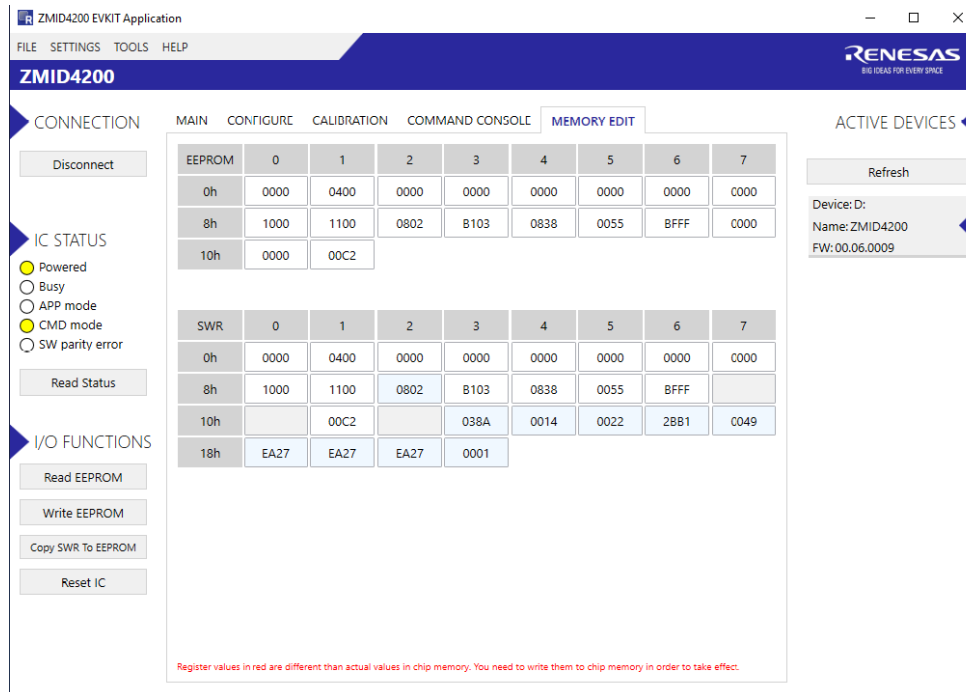 ZMID4200 EVKIT Application
FILE SETTINGS TOOLS HELP
RENESAS
BIG IDEAS FOR EVERY SPACE
ZMID4200
CONNECTION
Disconnect
IC STATUS
Powered
Busy
APP mode
CMD mode
SW parity error
Read Status
I/O FUNCTIONS
Read EEPROM
Write EEPROM
Copy SWR To EEPROM
Reset IC
MAIN CONFIGURE CALIBRATION COMMAND CONSOLE MEMORY EDIT
EEPROM 0 1 2 3 4 5 6 7
0h 0000 0400 0000 0000 0000 0000 0000 C000
8h 1000 1100 0802 B103 0838 0055 BFFF C000
10h 0000 00C2
SWR 0 1 2 3 4 5 6 7
0h 0000 0400 0000 0000 0000 0000 0000 C000
8h 1000 1100 0802 B103 0838 0055 BFFF
10h 00C2 038A 0014 0022 2BB1 C049
18h EA27 EA27 EA27 0001
Register values in red are different than actual values in chip memory. You need to write them to chip memory in order to take effect.
ACTIVE DEVICES
Refresh
Device: D:
Name: ZMID4200
FW: 00.06.0009